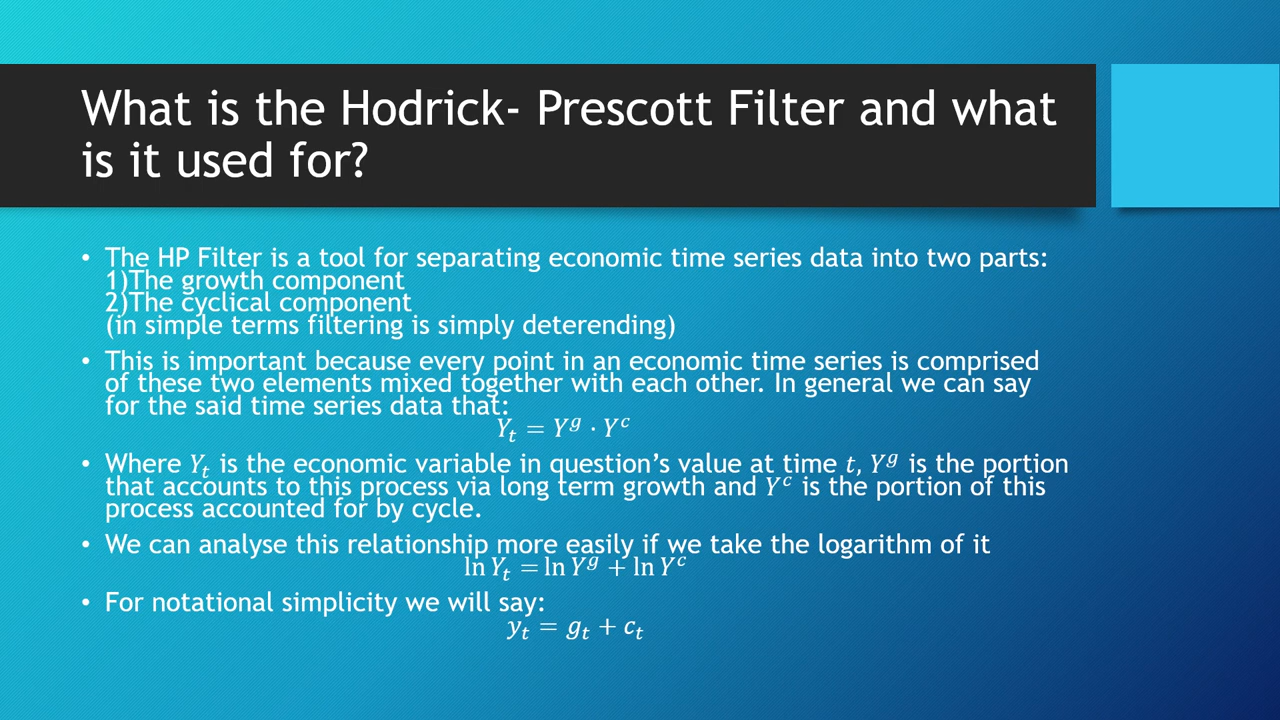 What is the Hodrick- Prescott Filter and what
is it used for?
• The HP Filter is a tool for separating economic time series data into two parts:
1)The growth component
2)The cyclical component
(in simple terms filtering is simply deterending)
• This is important because every point in an economic time series is comprised
of these two elements mixed together with each other. In general we can say
for the said time series data that:
𝑌ₜ = 𝑌ᵍ · 𝑌ᶜ
• Where 𝑌ₜ is the economic variable in question’s value at time 𝑡, 𝑌ᵍ is the portion
that accounts to this process via long term growth and 𝑌ᶜ is the portion of this
process accounted for by cycle.
• We can analyse this relationship more easily if we take the logarithm of it
ln 𝑌ₜ = ln 𝑌ᵍ + ln 𝑌ᶜ
• For notational simplicity we will say:
𝑦ₜ = 𝑔ₜ + 𝑐ₜ